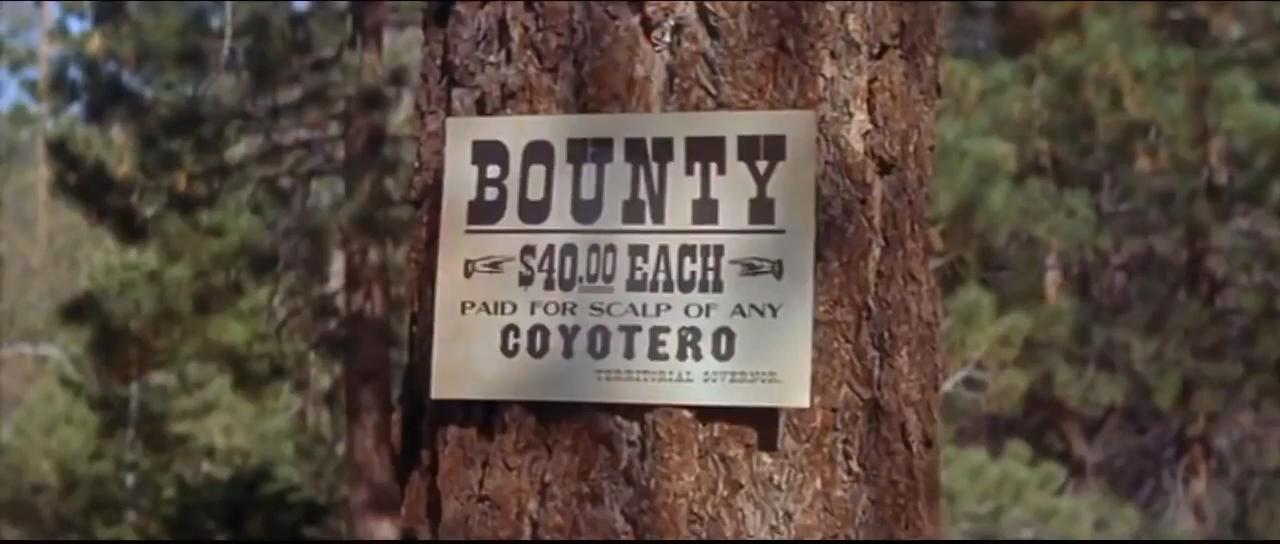 BOUNTY
$40.00 EACH
PAID FOR SCALP OF ANY
COYOTERO
TERRITORIAL GOVERNOR.